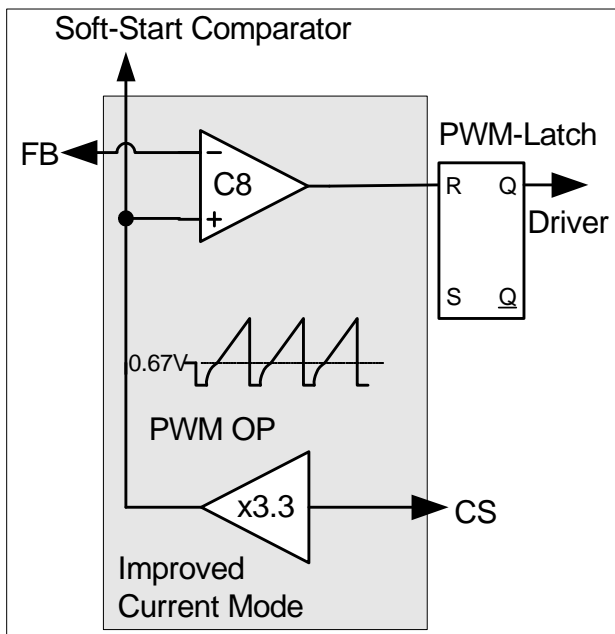 Soft-Start Comparator
FB
−
C8
+
PWM-Latch
R Q
Driver
S Q
0.67V
PWM OP
x3.3
CS
Improved
Current Mode